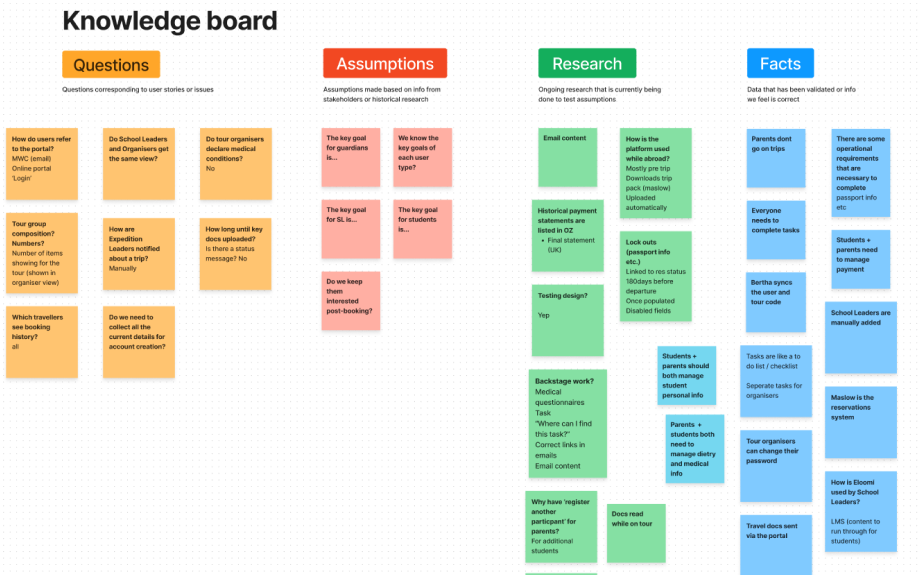 Knowledge board
Questions
Questions corresponding to user stories or issues
How do users refer
to the portal?
MWC (email)
Online portal
'Login'
Do School Leaders
and Organisers get
the same view?
Do tour organisers
declare medical
conditions?
No
Tour group
composition?
Numbers?
Number of items
showing for the
tour (shown in
organiser view)
How are
Expedition
Leaders notified
about a trip?
Manually
How long until key
docs uploaded?
Is there a status
message? No
Which travellers
see booking
history?
all
Do we need to
collect all the
current details for
account creation?
Assumptions
Assumptions made based on info from
stakeholders or historical research
The key goal
for guardians
is...
We know the
key goals of
each user
type?
The key goal
for SL is...
The key goal
for students
is...
Do we keep
them
interested
post-booking?
Research
Ongoing research that is currently being
done to test assumptions
Email content
How is the
platform used
while abroad?
Mostly pre trip
Downloads trip
pack (maslow)
Uploaded
automatically
Historical payment
statements are
listed in OZ
• Final statement
(UK)
Lock outs
(passport info
etc.)
Linked to res status
180days before
departure
Once populated
Disabled fields
Testing design?
Yep
Students +
parents should
both manage
student
personal info
Backstage work?
Medical
questionnaires
Task
"Where can I find
this task?"
Correct links in
emails
Email content
Parents +
students both
need to
manage dietry
and medical
info
Why have 'register
another
particpant' for
parents?
For additional
students
Docs read
while on tour
Facts
Data that has been validated or info
we feel is correct
Parents dont
go on trips
There are some
operational
requirements
that are
necessary to
complete
passport info
etc
Everyone
needs to
complete tasks
Students +
parents need
to manage
payment
Bertha syncs
the user and
tour code
School Leaders are
manually added
Tasks are like a to
do list / checklist
Seperate tasks for
organisers
Maslow is the
reservations
system
Tour organisers
can change their
password
How is Eloomi
used by School
Leaders?
LMS (content to
run through for
students)
Travel docs sent
via the portal